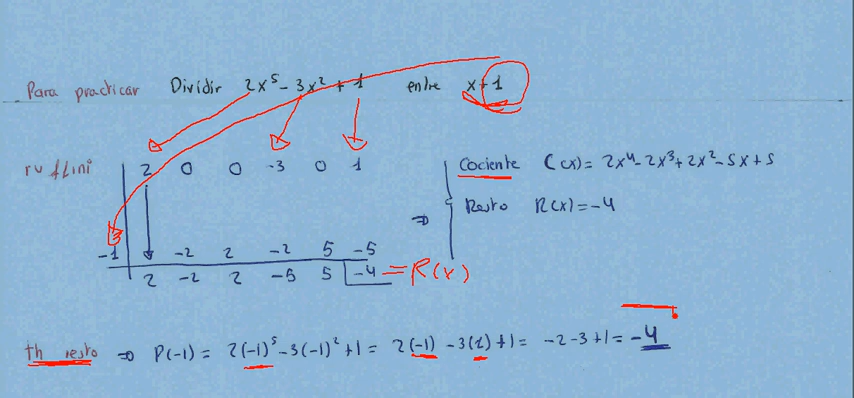 Para practicar Dividir 2x⁵ - 3x² + 1 entre x+1
ruffini 2 0 0 -3 0 1 Cociente C(x) = 2x⁴ - 2x³ + 2x² - 5x + 5
⇒ Resto R(x) = -4
-1 -2 2 -2 5 -5
2 -2 2 -5 5 -4 = R(x)
th resto ⇒ P(-1) = 2(-1)⁵ - 3(-1)² + 1 = 2(-1) - 3(1) + 1 = -2 - 3 + 1 = -4